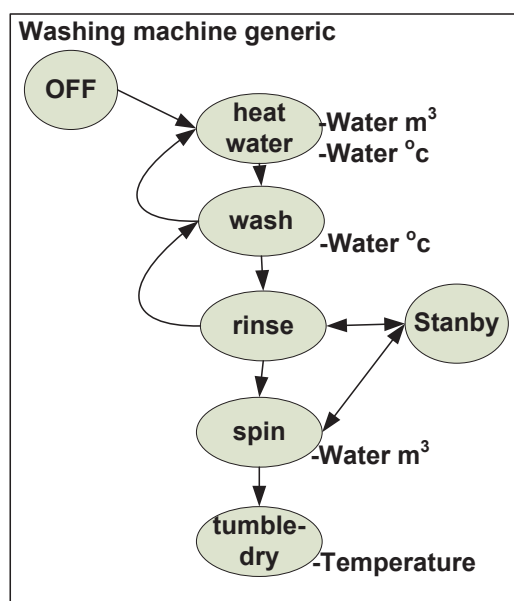 Washing machine generic
OFF
heat
water
-Water m³
-Water °c
wash
-Water °c
rinse
Stanby
spin
-Water m³
tumble-
dry
-Temperature